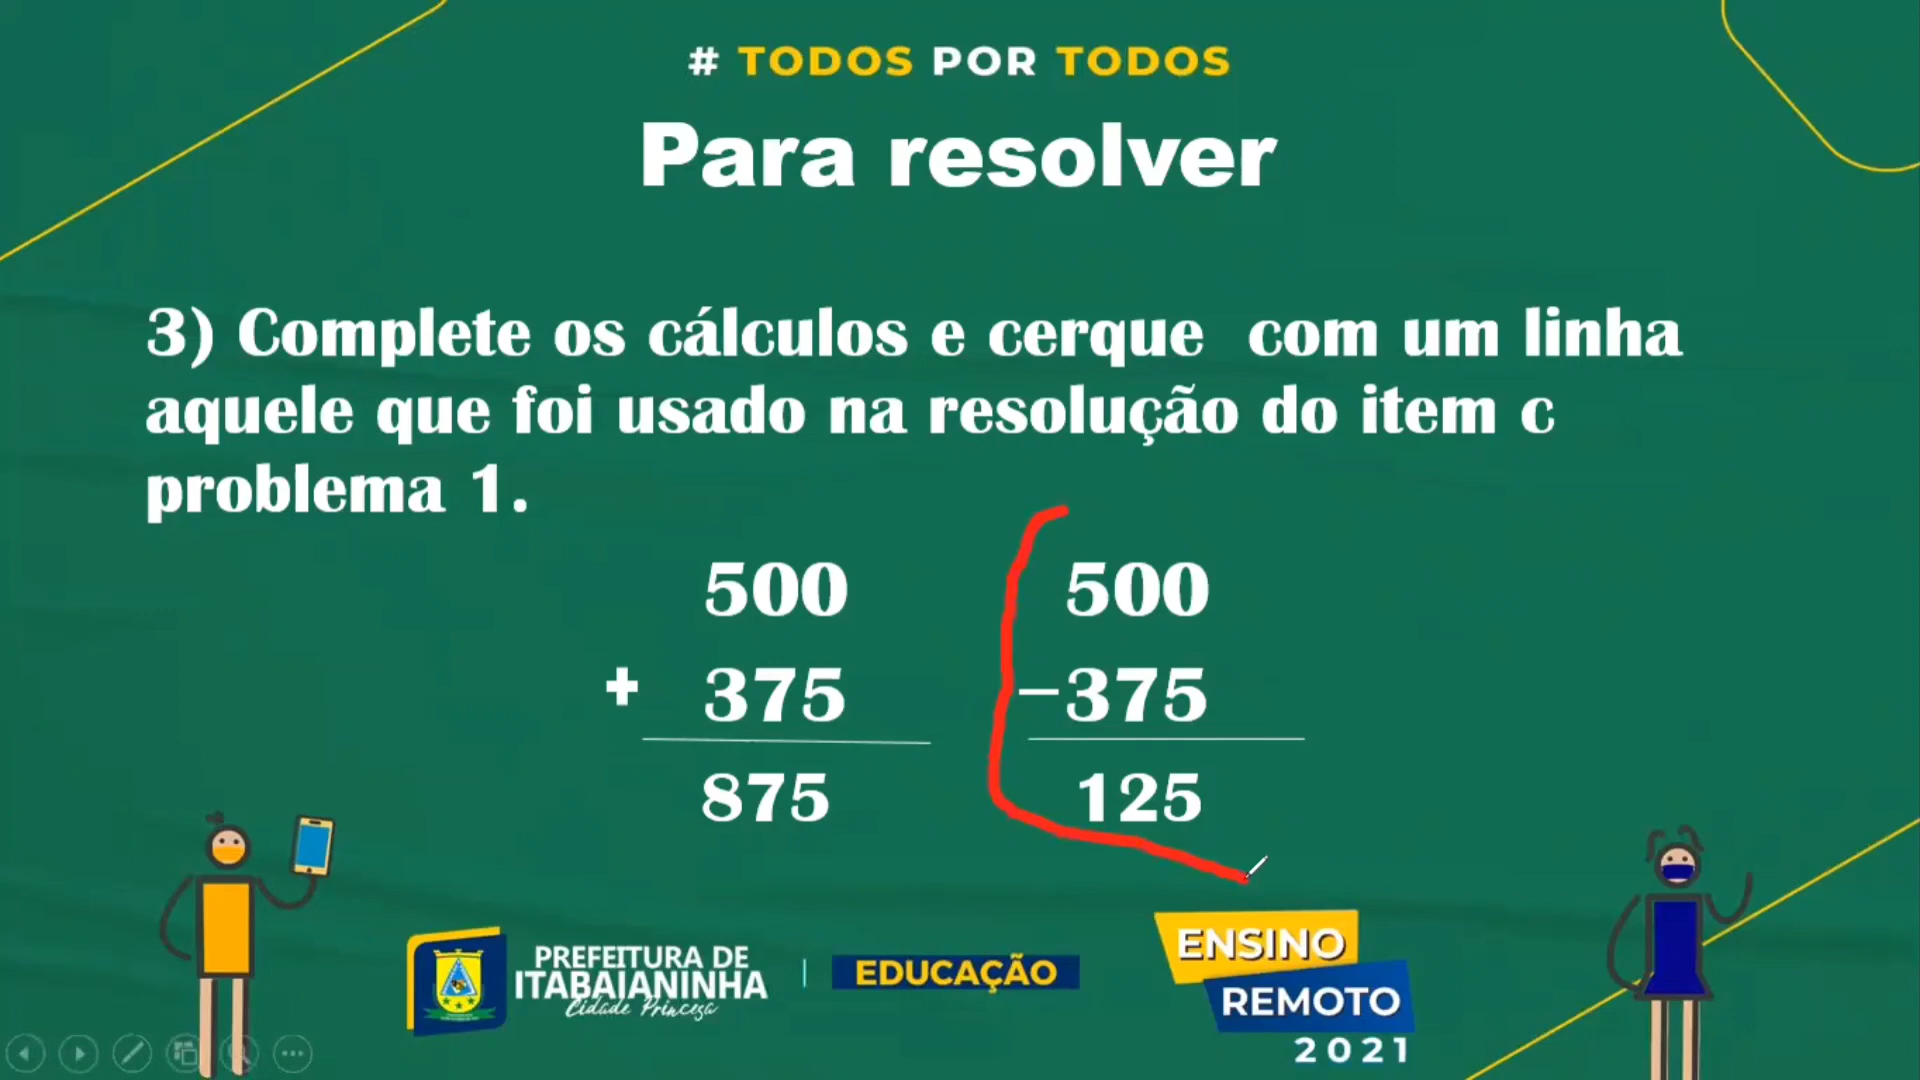 # TODOS POR TODOS
Para resolver
3) Complete os cálculos e cerque com um linha
aquele que foi usado na resolução do item c
problema 1.
500
+ 375
875
500
−375
125
PREFEITURA DE
ITABAIANINHA
Cidade Princesa
EDUCAÇÃO
ENSINO
REMOTO
2021